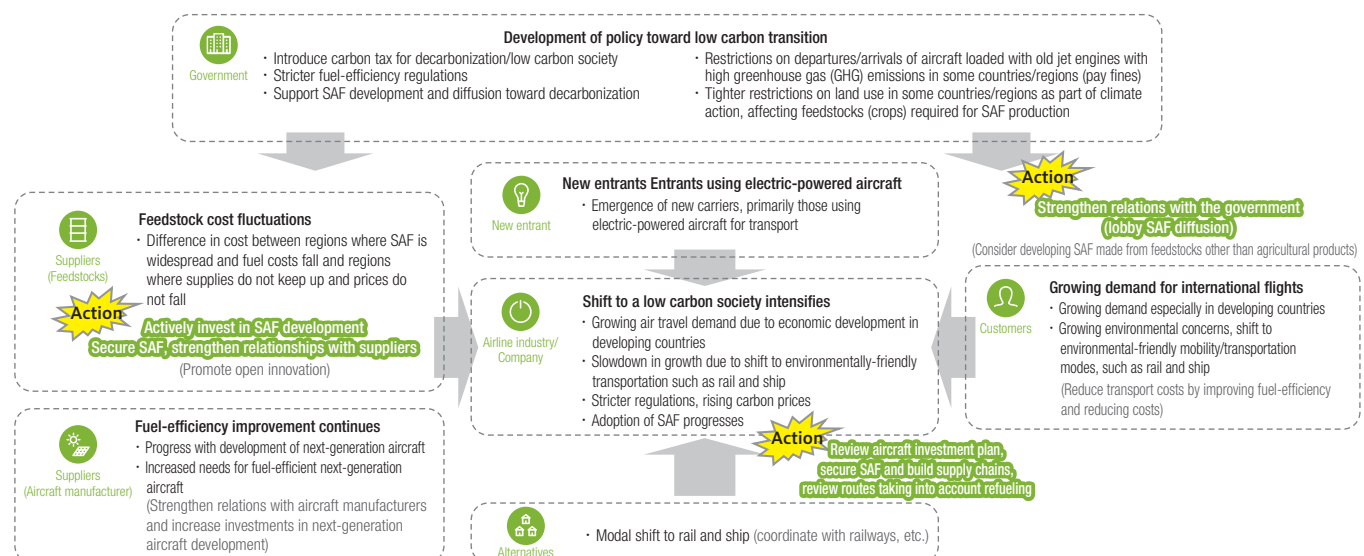 Development of policy toward low carbon transition
Government
・Introduce carbon tax for decarbonization/low carbon society
・Stricter fuel-efficiency regulations
・Support SAF development and diffusion toward decarbonization
・Restrictions on departures/arrivals of aircraft loaded with old jet engines with
high greenhouse gas (GHG) emissions in some countries/regions (pay fines)
・Tighter restrictions on land use in some countries/regions as part of climate
action, affecting feedstocks (crops) required for SAF production
Action
Strengthen relations with the government
(lobby SAF diffusion)
(Consider developing SAF made from feedstocks other than agricultural products)
New entrants Entrants using electric-powered aircraft
New entrant
・Emergence of new carriers, primarily those using
electric-powered aircraft for transport
Feedstock cost fluctuations
Suppliers
(Feedstocks)
・Difference in cost between regions where SAF is
widespread and fuel costs fall and regions
where supplies do not keep up and prices do
not fall
Action
Actively invest in SAF development
Secure SAF, strengthen relationships with suppliers
(Promote open innovation)
Shift to a low carbon society intensifies
Airline industry/
Company
・Growing air travel demand due to economic development in
developing countries
・Slowdown in growth due to shift to environmentally-friendly
transportation such as rail and ship
・Stricter regulations, rising carbon prices
・Adoption of SAF progresses
Action
Review aircraft investment plan,
secure SAF and build supply chains,
review routes taking into account refueling
Growing demand for international flights
Customers
・Growing demand especially in developing countries
・Growing environmental concerns, shift to
environmental-friendly mobility/transportation
modes, such as rail and ship
(Reduce transport costs by improving fuel-efficiency
and reducing costs)
Fuel-efficiency improvement continues
Suppliers
(Aircraft manufacturer)
・Progress with development of next-generation aircraft
・Increased needs for fuel-efficient next-generation
aircraft
(Strengthen relations with aircraft manufacturers
and increase investments in next-generation
aircraft development)
Alternatives
・Modal shift to rail and ship (coordinate with railways, etc.)